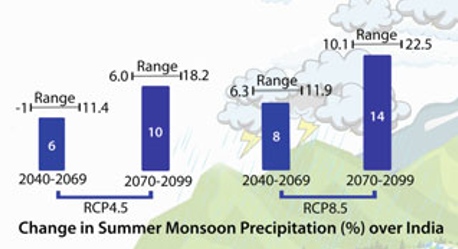 10.1 Range 22.5
6.0 Range 18.2
6.3 Range 11.9
-1 Range 11.4
6
10
8
14
2040-2069 2070-2099 2040-2069 2070-2099
RCP4.5 RCP8.5
Change in Summer Monsoon Precipitation (%) over India